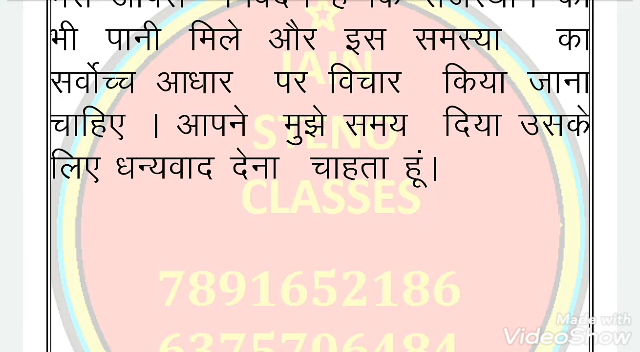 भी पानी मिले और इस समस्या का
सर्वोच्च आधार पर विचार किया जाना
चाहिए । आपने मुझे समय दिया उसके
लिए धन्यवाद देना चाहता हूं।
JAIN
STENO
CLASSES
7891652186
6375706484
Made with
VideoShow